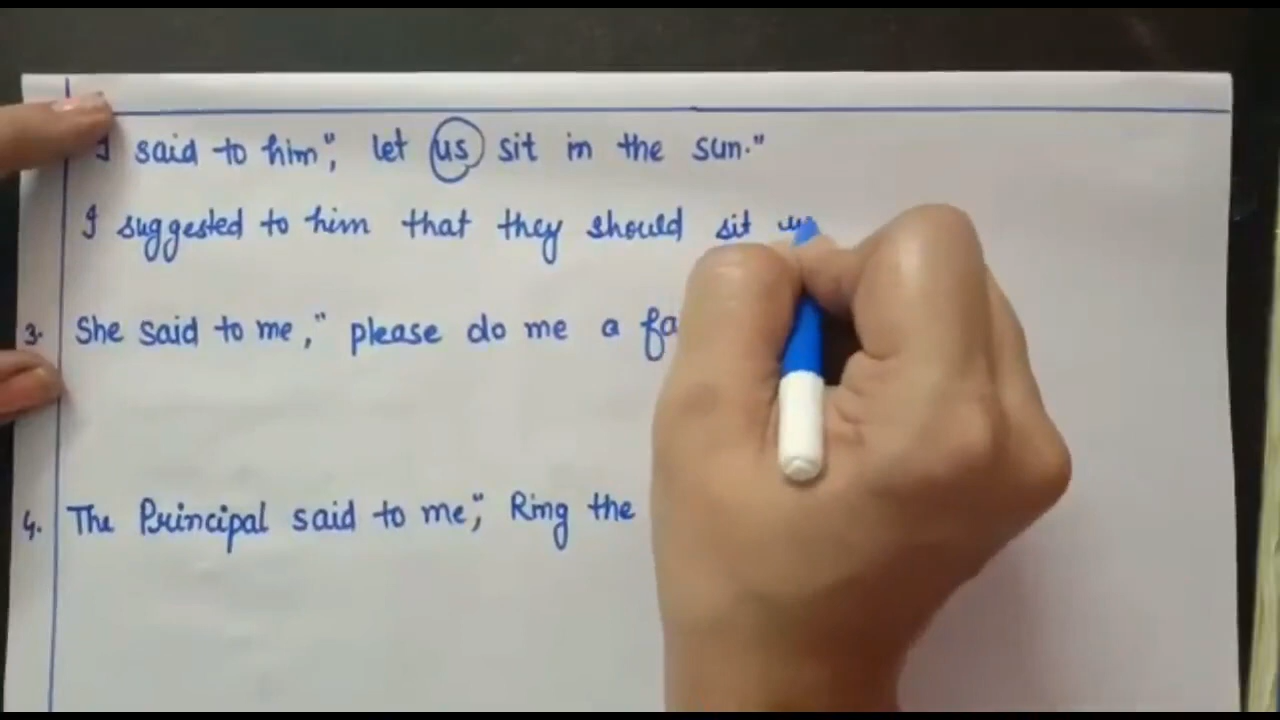 I said to him", let us sit in the sun."
I suggested to him that they should sit
3. She said to me," please do me a
4. The Principal said to me," Ring the